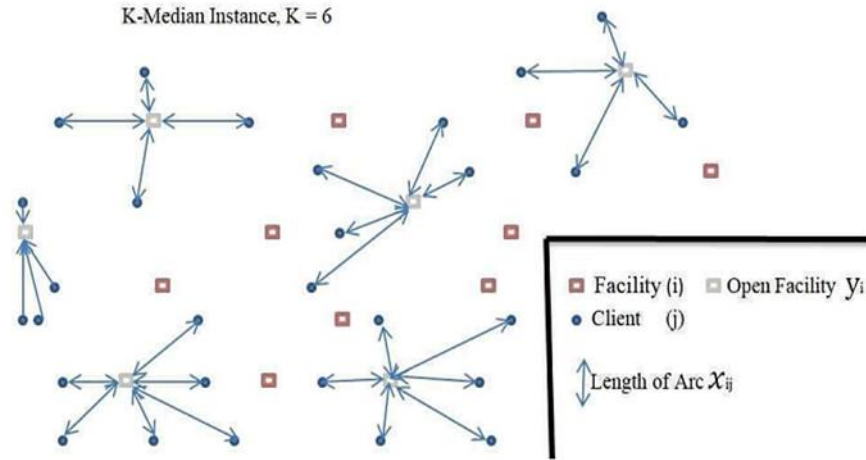 K-Median Instance, K = 6
Facility (i) Open Facility yi
Client (j)
Length of Arc xij